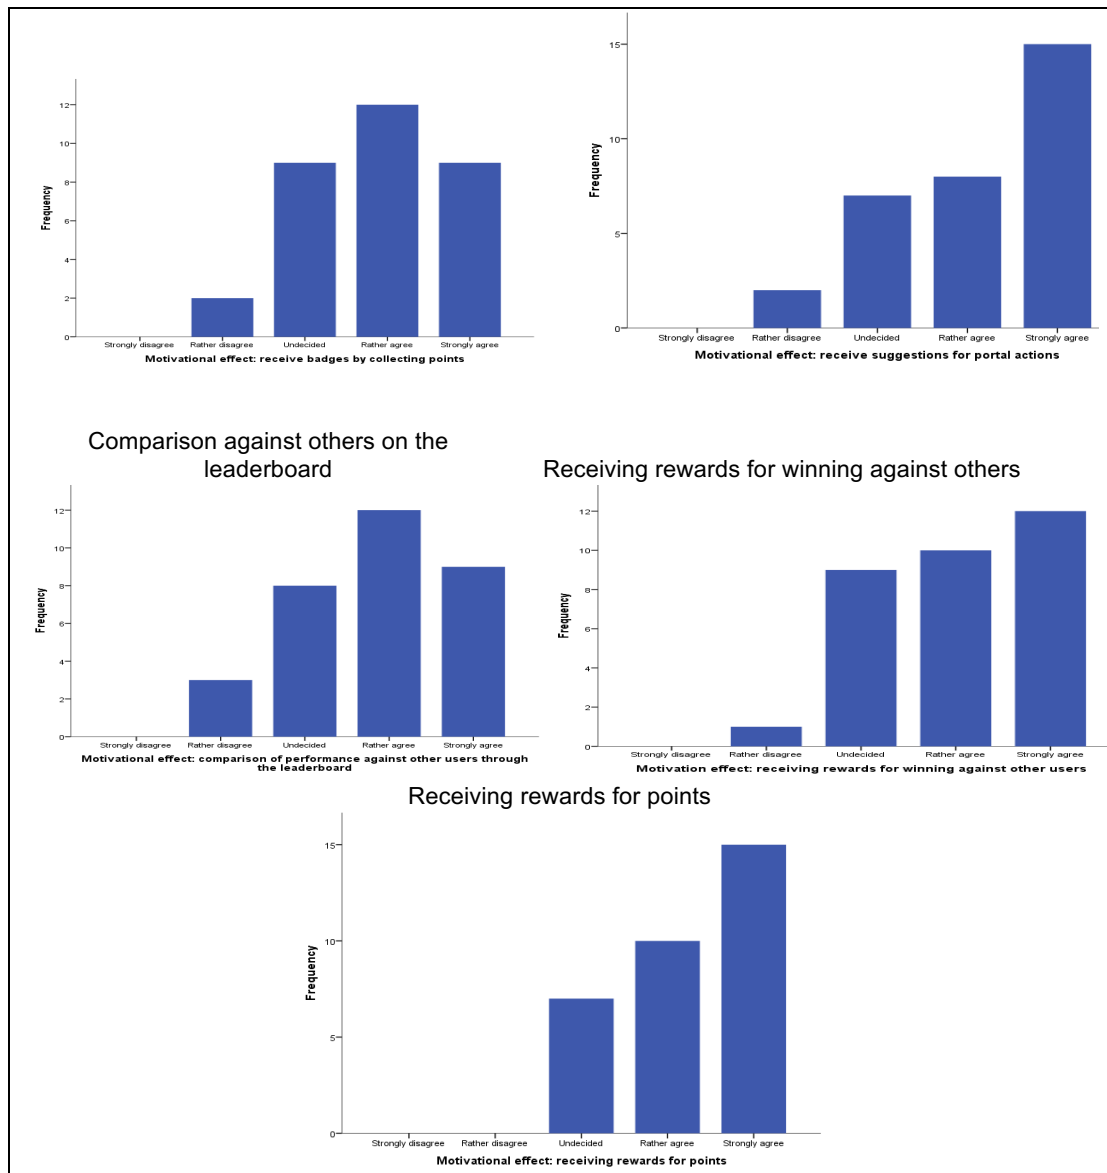 12
10
8
6
4
2
0
Frequency
Strongly disagree Rather disagree Undecided Rather agree Strongly agree
Motivational effect: receive badges by collecting points
15
10
5
0
Frequency
Strongly disagree Rather disagree Undecided Rather agree Strongly agree
Motivational effect: receive suggestions for portal actions
Comparison against others on the
leaderboard
12
10
8
6
4
2
0
Frequency
Strongly disagree Rather disagree Undecided Rather agree Strongly agree
Motivational effect: comparison of performance against other users through
the leaderboard
Receiving rewards for winning against others
12
10
8
6
4
2
0
Frequency
Strongly disagree Rather disagree Undecided Rather agree Strongly agree
Motivation effect: receiving rewards for winning against other users
Receiving rewards for points
15
10
5
0
Frequency
Strongly disagree Rather disagree Undecided Rather agree Strongly agree
Motivational effect: receiving rewards for points